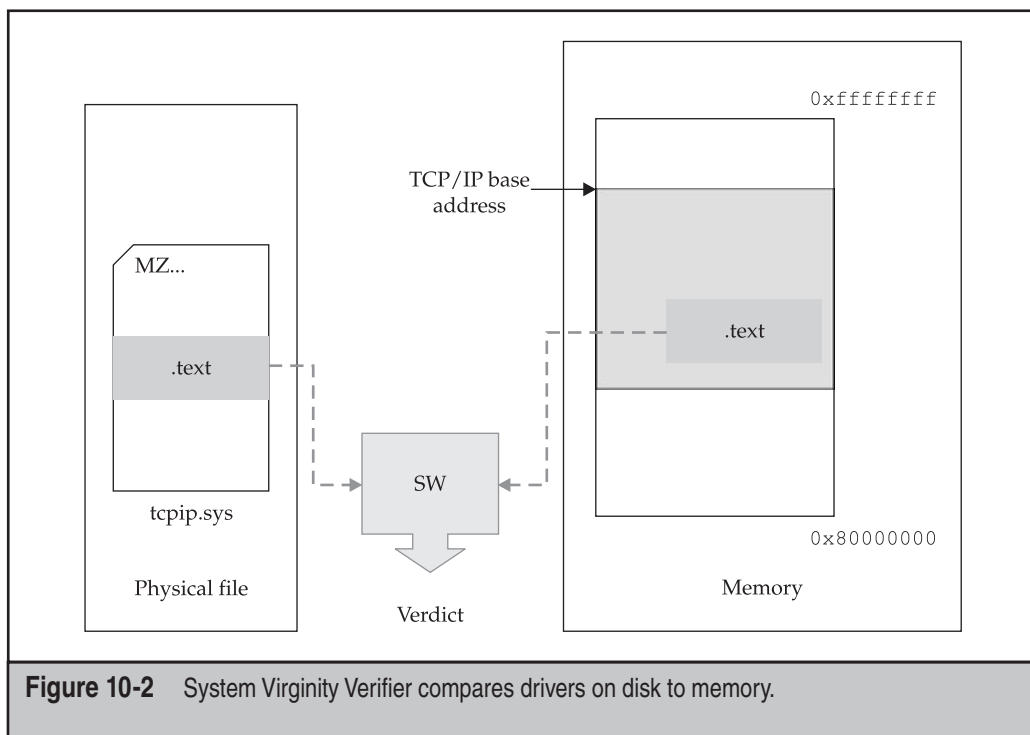 0xffffffff
TCP/IP base
address
MZ...
.text
.text
SW
tcpip.sys
0x80000000
Physical file
Memory
Verdict
Figure 10-2 System Virginity Verifier compares drivers on disk to memory.